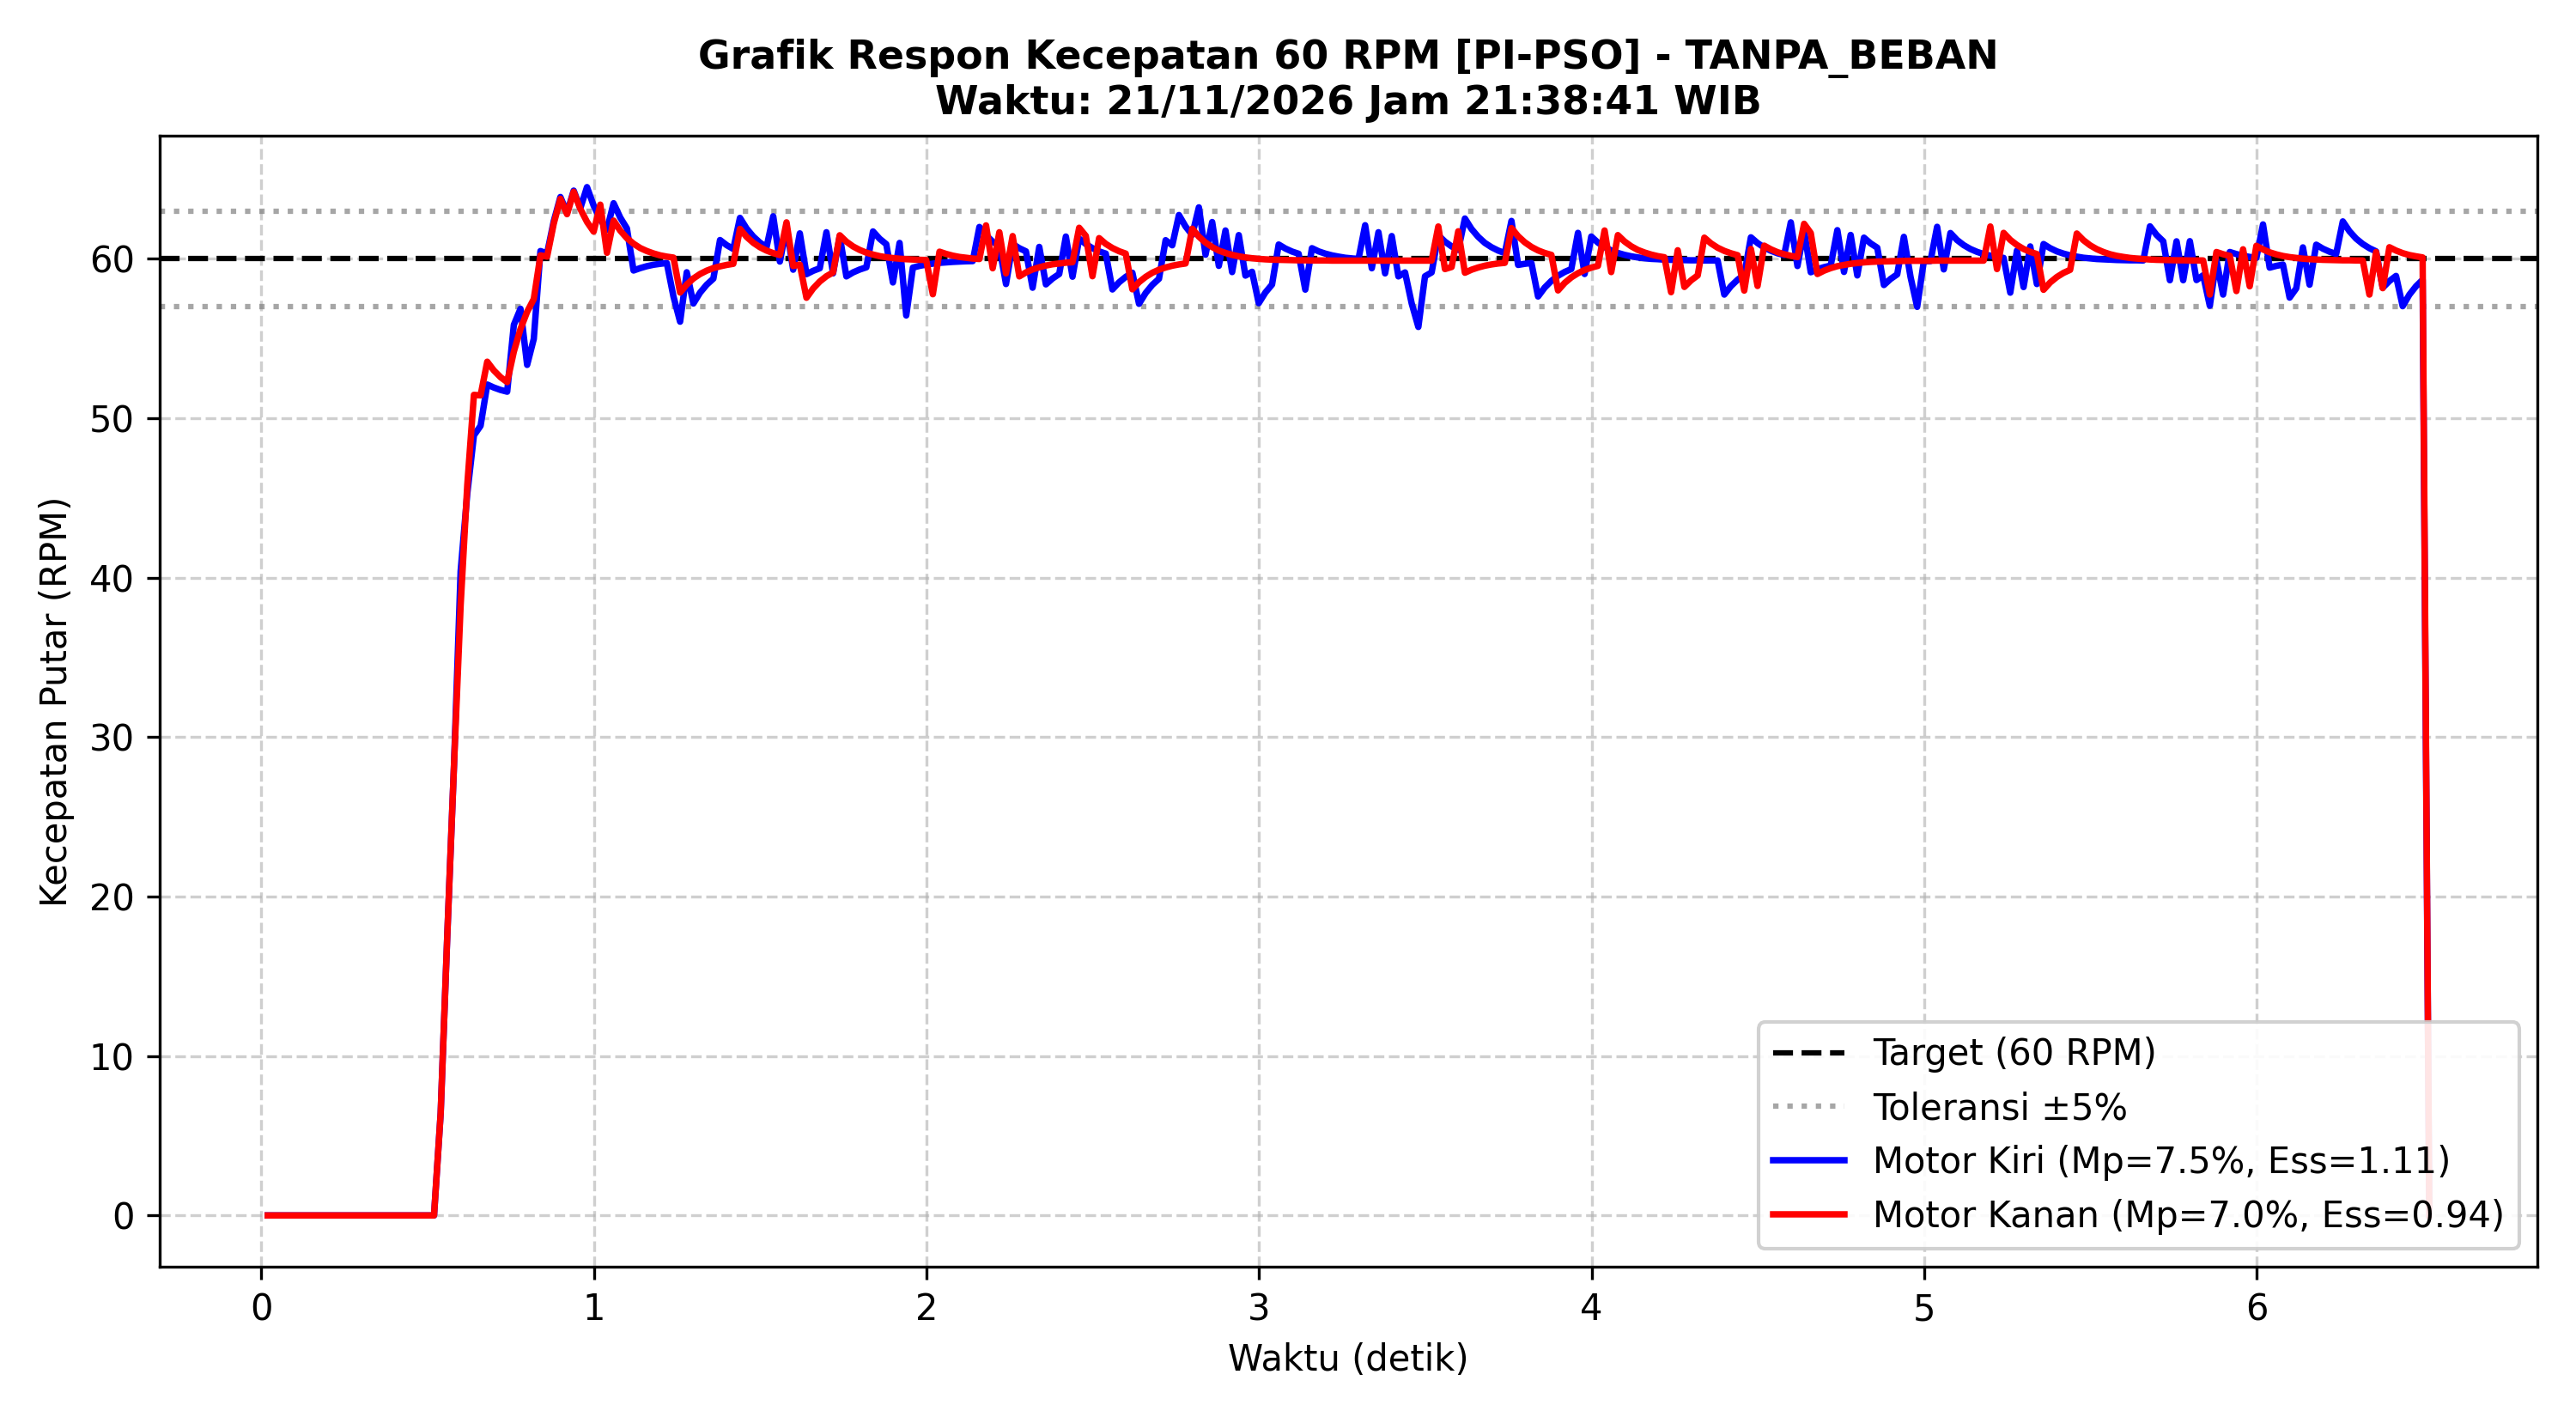 Grafik Respon Kecepatan 60 RPM [PI-PSO] - TANPA_BEBAN
Waktu: 21/11/2026 Jam 21:38:41 WIB
Kecepatan Putar (RPM)
60
50
40
30
20
10
0
Target (60 RPM)
Toleransi ±5%
Motor Kiri (Mp=7.5%, Ess=1.11)
Motor Kanan (Mp=7.0%, Ess=0.94)
0 1 2 3 4 5 6
Waktu (detik)